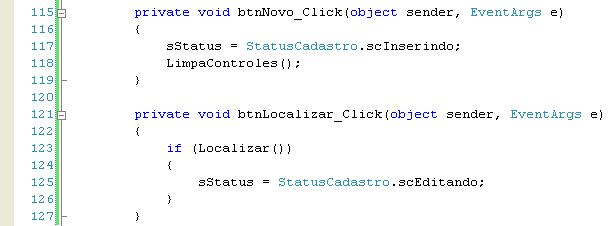 115 private void btnNovo_Click(object sender, EventArgs e)
116 {
117 sStatus = StatusCadastro.scInserindo;
118 LimpaControles();
119 }
120
121 private void btnLocalizar_Click(object sender, EventArgs e)
122 {
123 if (Localizar())
124 {
125 sStatus = StatusCadastro.scEditando;
126 }
127 }